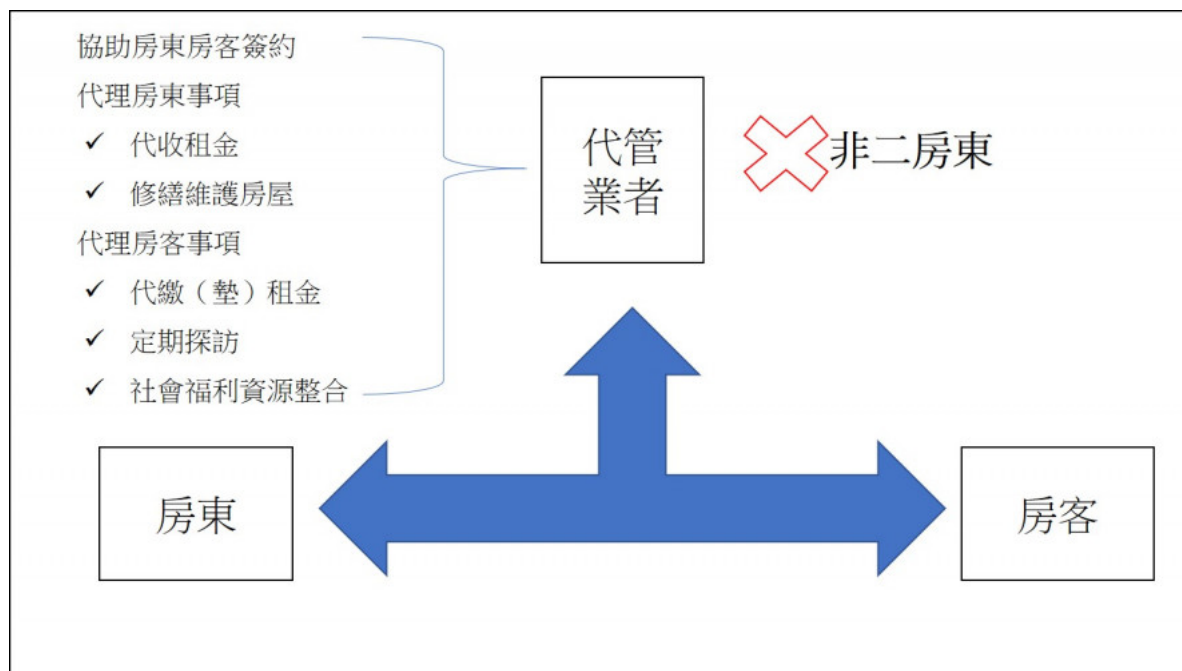 協助房東房客簽約
代理房東事項
✓ 代收租金
✓ 修繕維護房屋
代理房客事項
✓ 代繳（墊）租金
✓ 定期探訪
✓ 社會福利資源整合
代管
業者
非二房東
房東
房客